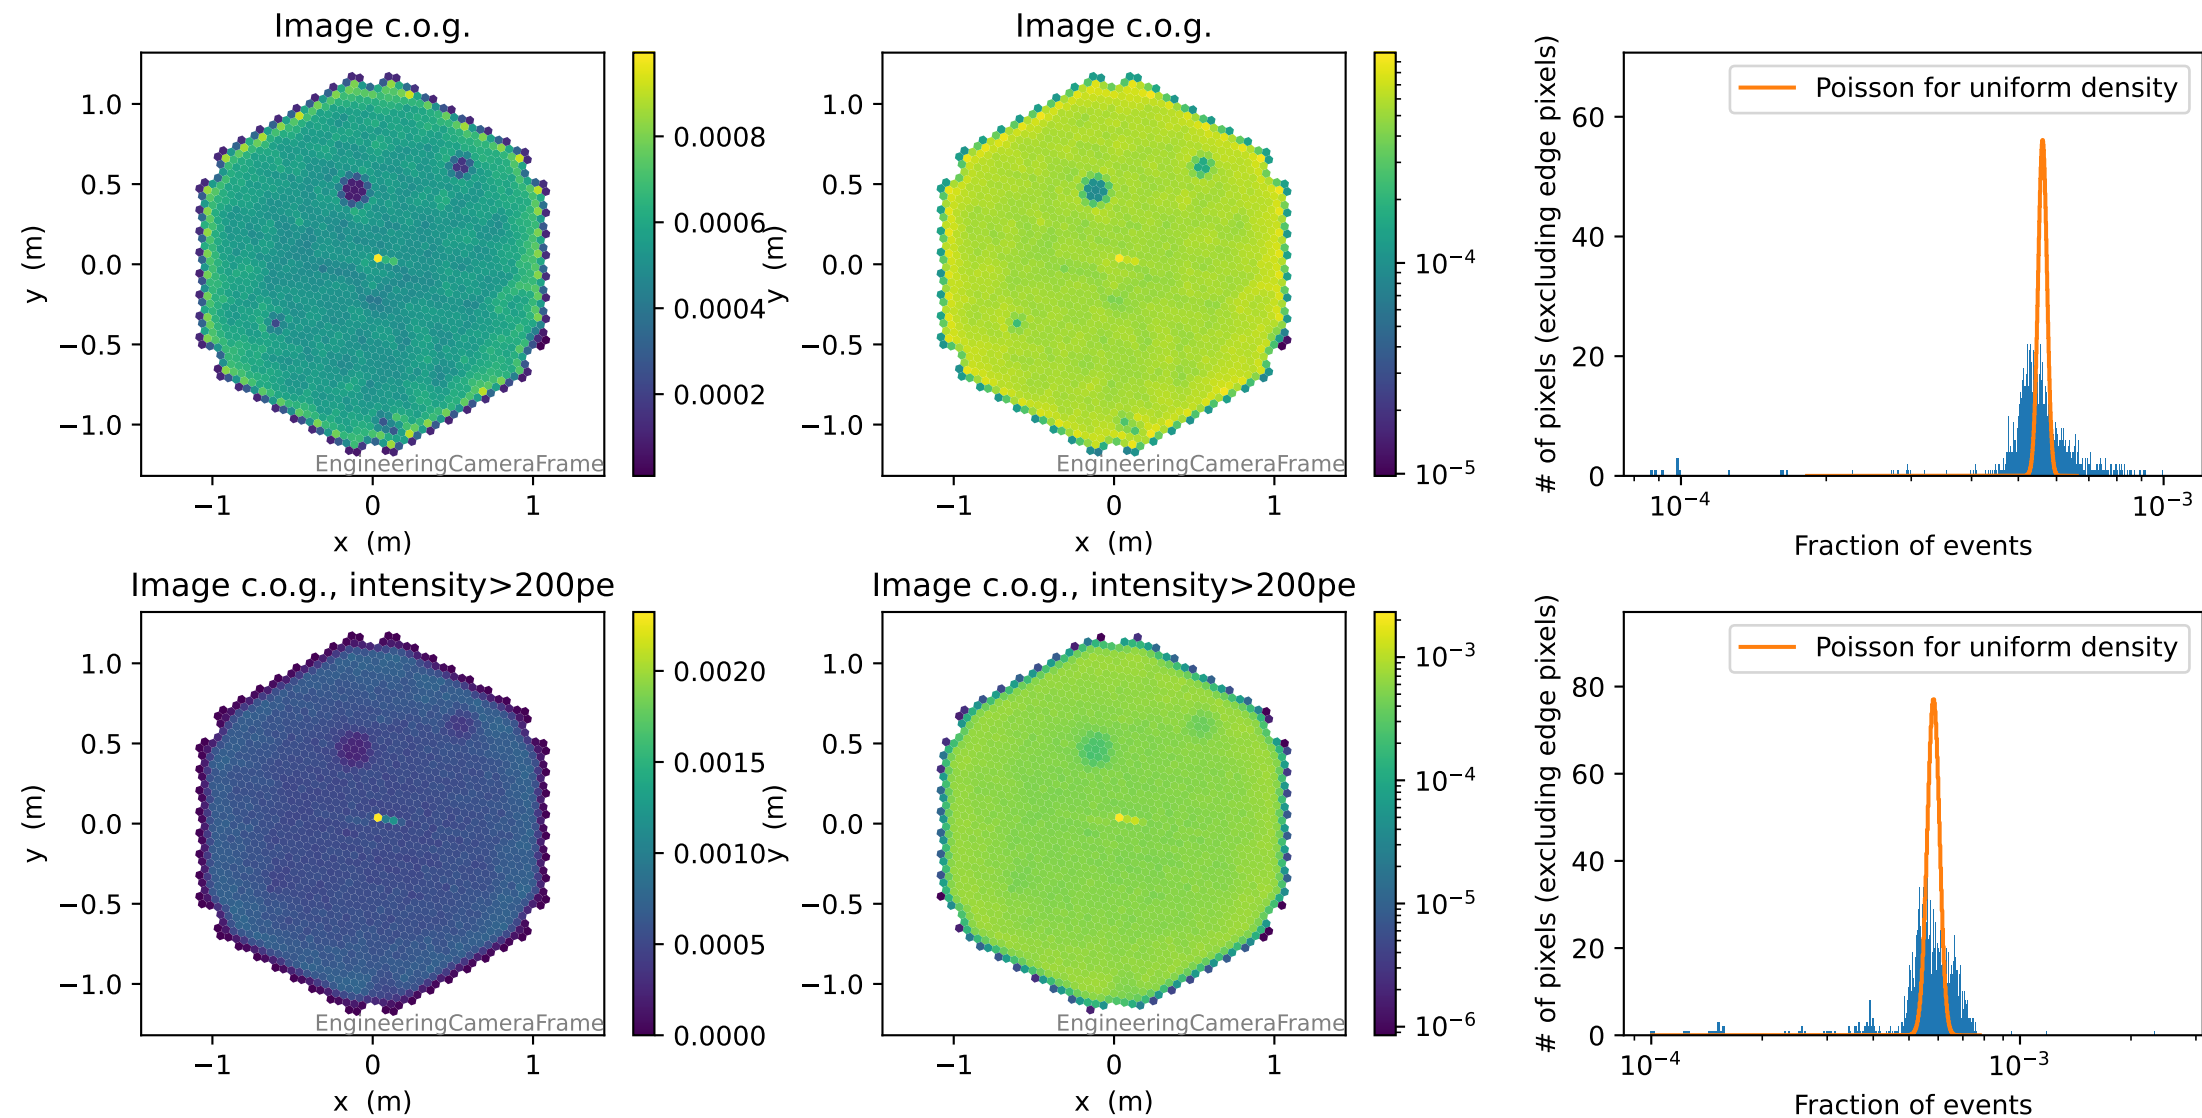 Image c.o.g.
1.0
0.5
0.0
−0.5
−1.0
y (m)
−1
0
1
x (m)
EngineeringCameraFrame
0.0008
0.0006
0.0004
0.0002
Image c.o.g.
1.0
0.5
0.0
−0.5
−1.0
y (m)
−1
0
1
x (m)
EngineeringCameraFrame
10⁻⁴
10⁻⁵
Poisson for uniform density
60
40
20
0
# of pixels (excluding edge pixels)
10⁻⁴
10⁻³
Fraction of events
Image c.o.g., intensity>200pe
1.0
0.5
0.0
−0.5
−1.0
y (m)
−1
0
1
x (m)
EngineeringCameraFrame
0.0020
0.0015
0.0010
0.0005
0.0000
Image c.o.g., intensity>200pe
1.0
0.5
0.0
−0.5
−1.0
y (m)
−1
0
1
x (m)
EngineeringCameraFrame
10⁻³
10⁻⁴
10⁻⁵
10⁻⁶
Poisson for uniform density
80
60
40
20
0
# of pixels (excluding edge pixels)
10⁻⁴
10⁻³
Fraction of events